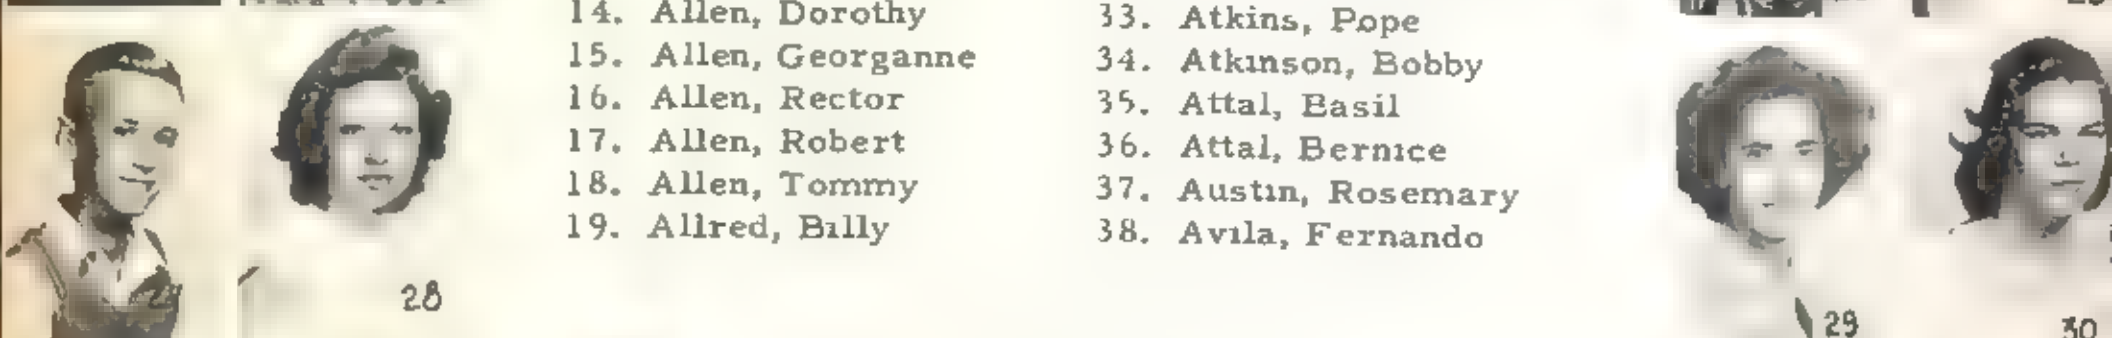 14. Allen, Dorothy
15. Allen, Georganne
16. Allen, Rector
17. Allen, Robert
18. Allen, Tommy
19. Allred, Billy
33. Atkins, Pope
34. Atkinson, Bobby
35. Attal, Basil
36. Attal, Bernice
37. Austin, Rosemary
38. Avila, Fernando
28
29
30